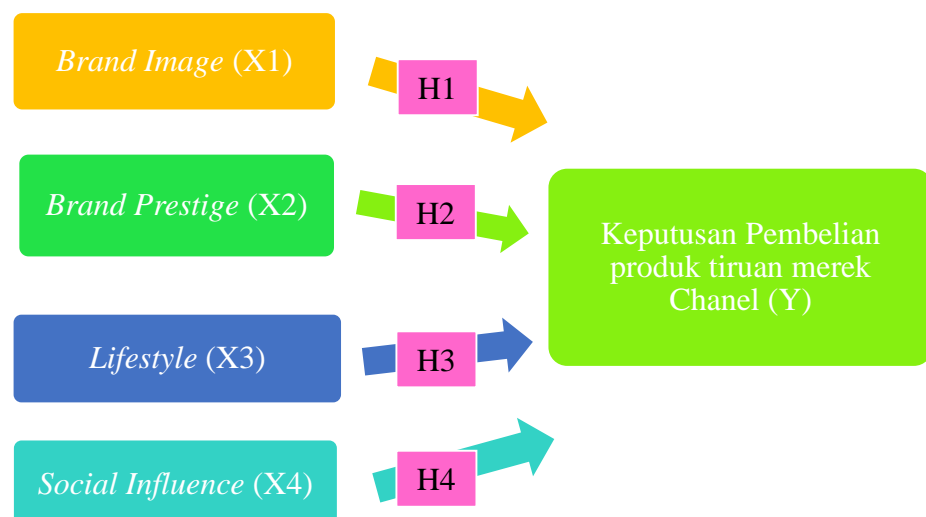 Brand Image (X1)
H1
Brand Prestige (X2)
H2
Keputusan Pembelian
produk tiruan merek
Chanel (Y)
Lifestyle (X3)
H3
Social Influence (X4)
H4